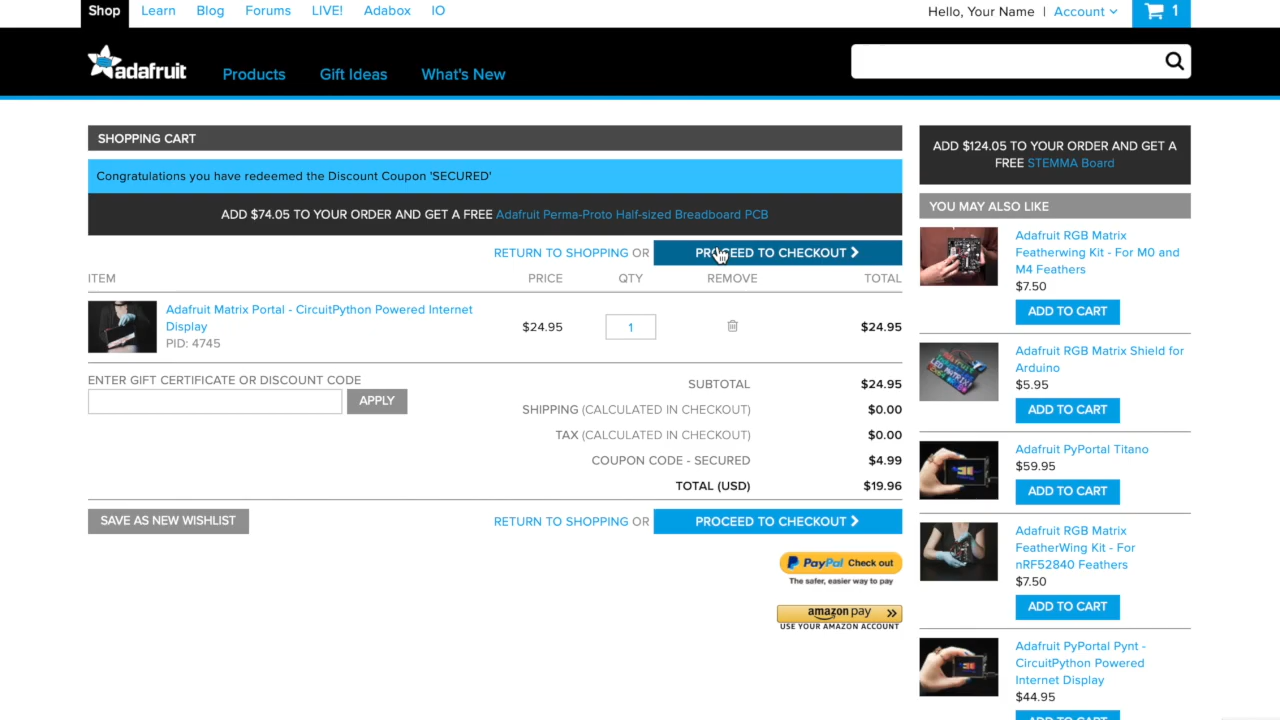 Shop Learn Blog Forums LIVE! Adabox IO
Hello, Your Name | Account 1
adafruit Products Gift Ideas What's New
SHOPPING CART
Congratulations you have redeemed the Discount Coupon 'SECURED'
ADD $74.05 TO YOUR ORDER AND GET A FREE Adafruit Perma-Proto Half-sized Breadboard PCB
RETURN TO SHOPPING OR PROCEED TO CHECKOUT
ITEM PRICE QTY REMOVE TOTAL
Adafruit Matrix Portal - CircuitPython Powered Internet
Display
PID: 4745
$24.95 1 $24.95
ENTER GIFT CERTIFICATE OR DISCOUNT CODE
APPLY
SUBTOTAL $24.95
SHIPPING (CALCULATED IN CHECKOUT) $0.00
TAX (CALCULATED IN CHECKOUT) $0.00
COUPON CODE - SECURED $4.99
TOTAL (USD) $19.96
SAVE AS NEW WISHLIST
RETURN TO SHOPPING OR PROCEED TO CHECKOUT
PayPal Check out
The safer, easier way to pay
amazon pay
USE YOUR AMAZON ACCOUNT
ADD $124.05 TO YOUR ORDER AND GET A
FREE STEMMA Board
YOU MAY ALSO LIKE
Adafruit RGB Matrix
Featherwing Kit - For M0 and
M4 Feathers
$7.50
ADD TO CART
Adafruit RGB Matrix Shield for
Arduino
$5.95
ADD TO CART
Adafruit PyPortal Titano
$59.95
ADD TO CART
Adafruit RGB Matrix
FeatherWing Kit - For
nRF52840 Feathers
$7.50
ADD TO CART
Adafruit PyPortal Pynt -
CircuitPython Powered
Internet Display
$44.95
ADD TO CART